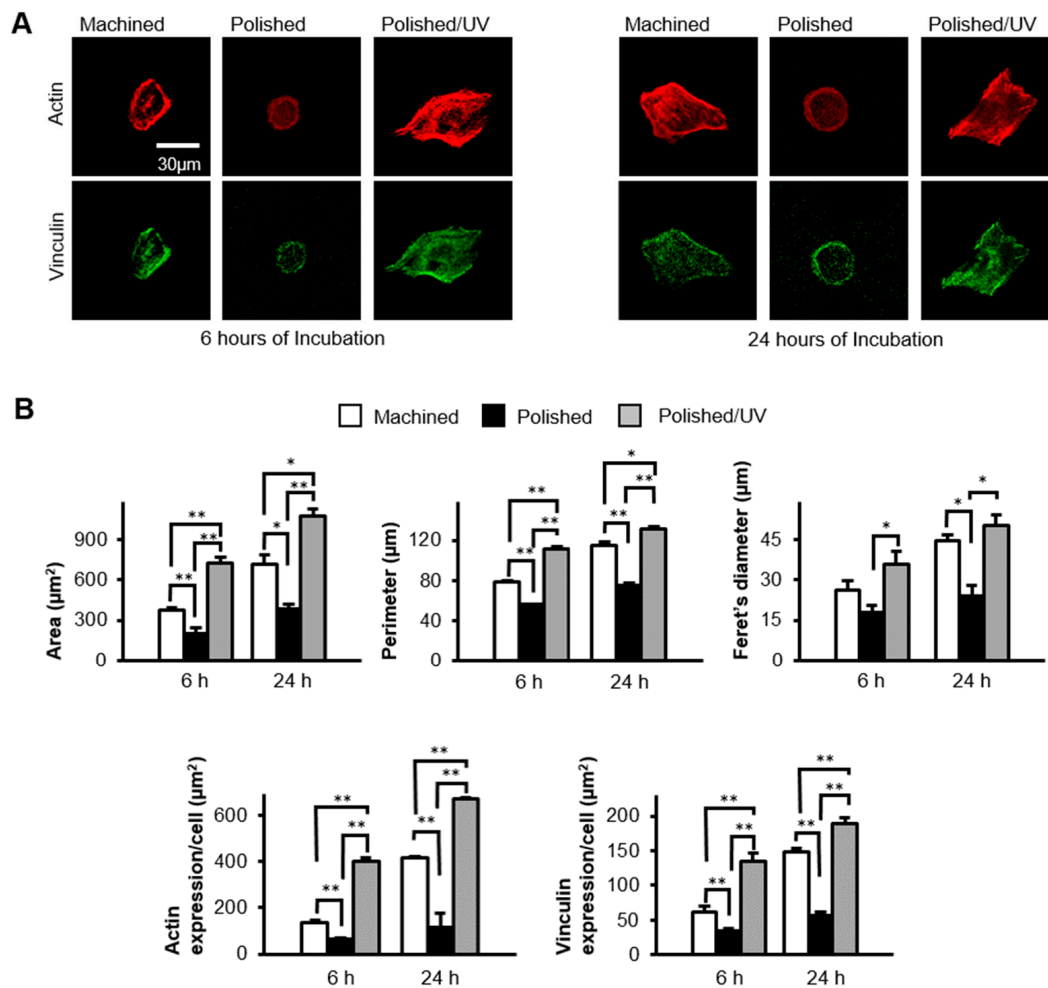 A
Machined Polished Polished/UV Machined Polished Polished/UV
Actin
30µm
Vinculin
6 hours of Incubation 24 hours of Incubation
B
Machined Polished Polished/UV
Area (µm²)
900
600
300
0
** ** **
* * **
6 h 24 h
Perimeter (µm)
120
80
40
0
** ** **
* ** **
6 h 24 h
Feret's diameter (µm)
45
30
15
0
*
* *
6 h 24 h
Actin
expression/cell (µm²)
600
400
200
0
** ** **
** ** **
6 h 24 h
Vinculin
expression/cell (µm²)
200
150
100
50
0
** ** **
** ** **
6 h 24 h